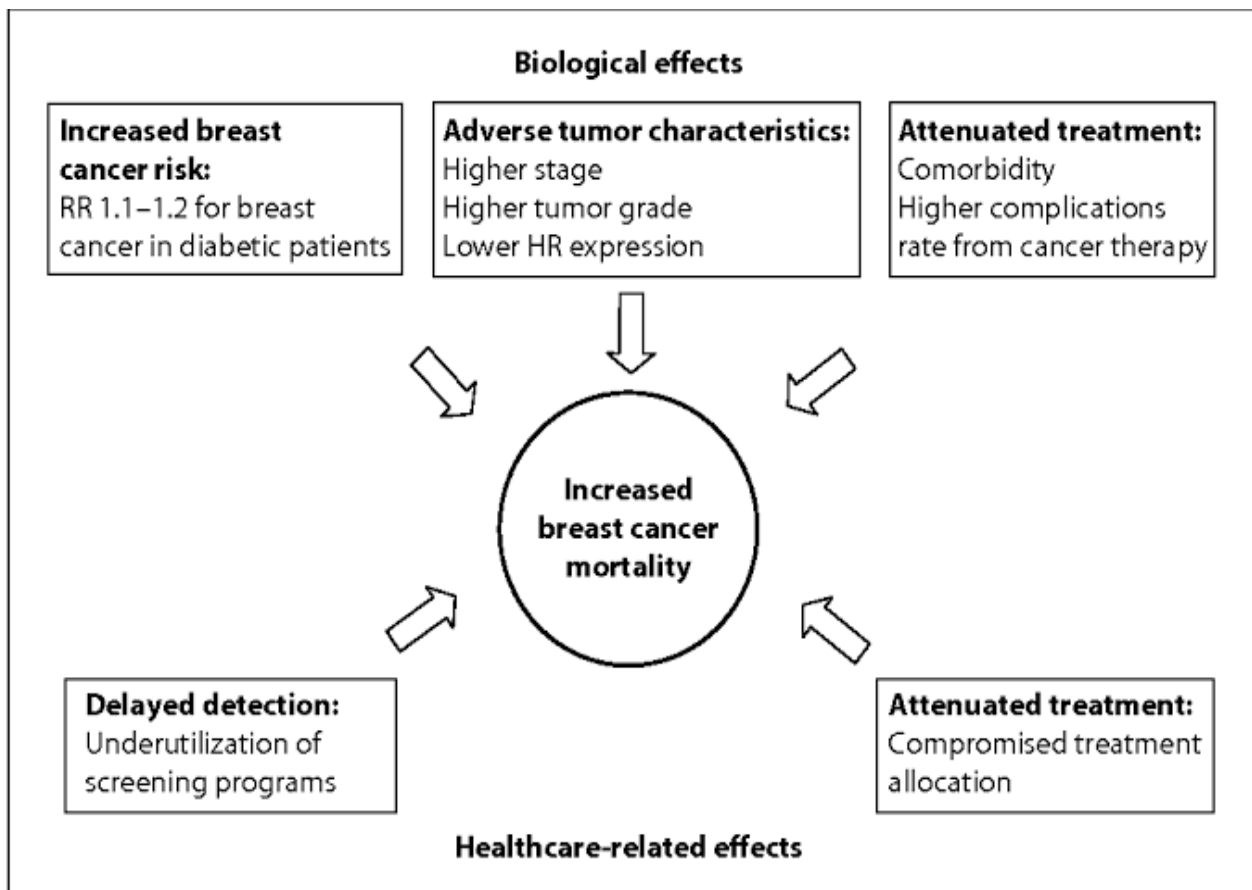 Biological effects
Increased breast
cancer risk:
RR 1.1–1.2 for breast
cancer in diabetic patients
Adverse tumor characteristics:
Higher stage
Higher tumor grade
Lower HR expression
Attenuated treatment:
Comorbidity
Higher complications
rate from cancer therapy
Increased
breast cancer
mortality
Delayed detection:
Underutilization of
screening programs
Attenuated treatment:
Compromised treatment
allocation
Healthcare-related effects